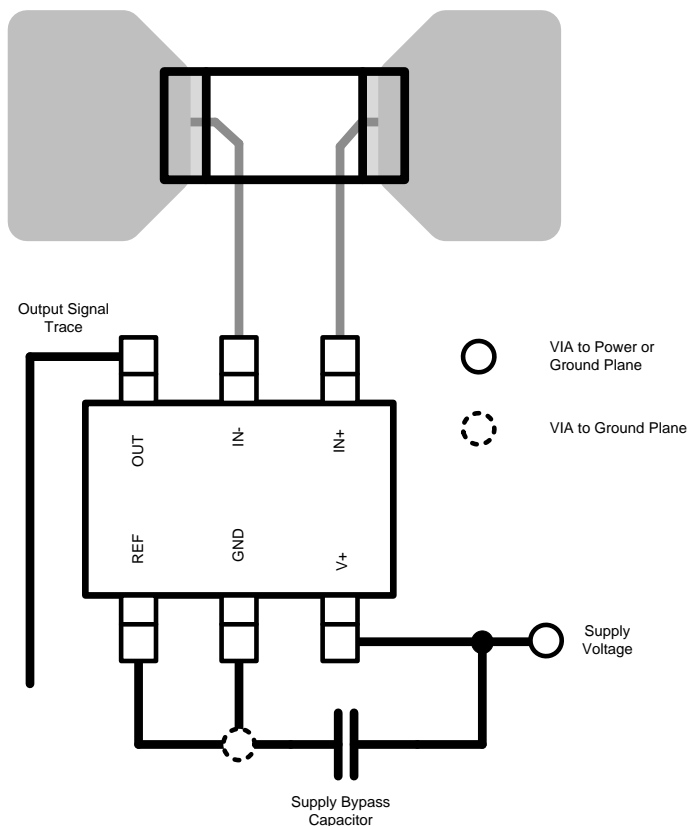 Output Signal
Trace
VIA to Power or
Ground Plane
VIA to Ground Plane
OUT
IN-
IN+
REF
GND
V+
Supply
Voltage
Supply Bypass
Capacitor